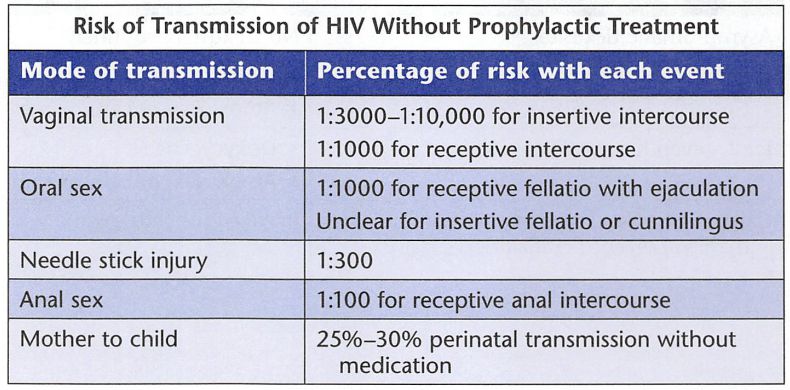 Risk of Transmission of HIV Without Prophylactic Treatment
Mode of transmission Percentage of risk with each event
Vaginal transmission 1:3000–1:10,000 for insertive intercourse
1:1000 for receptive intercourse
Oral sex 1:1000 for receptive fellatio with ejaculation
Unclear for insertive fellatio or cunnilingus
Needle stick injury 1:300
Anal sex 1:100 for receptive anal intercourse
Mother to child 25%–30% perinatal transmission without
medication